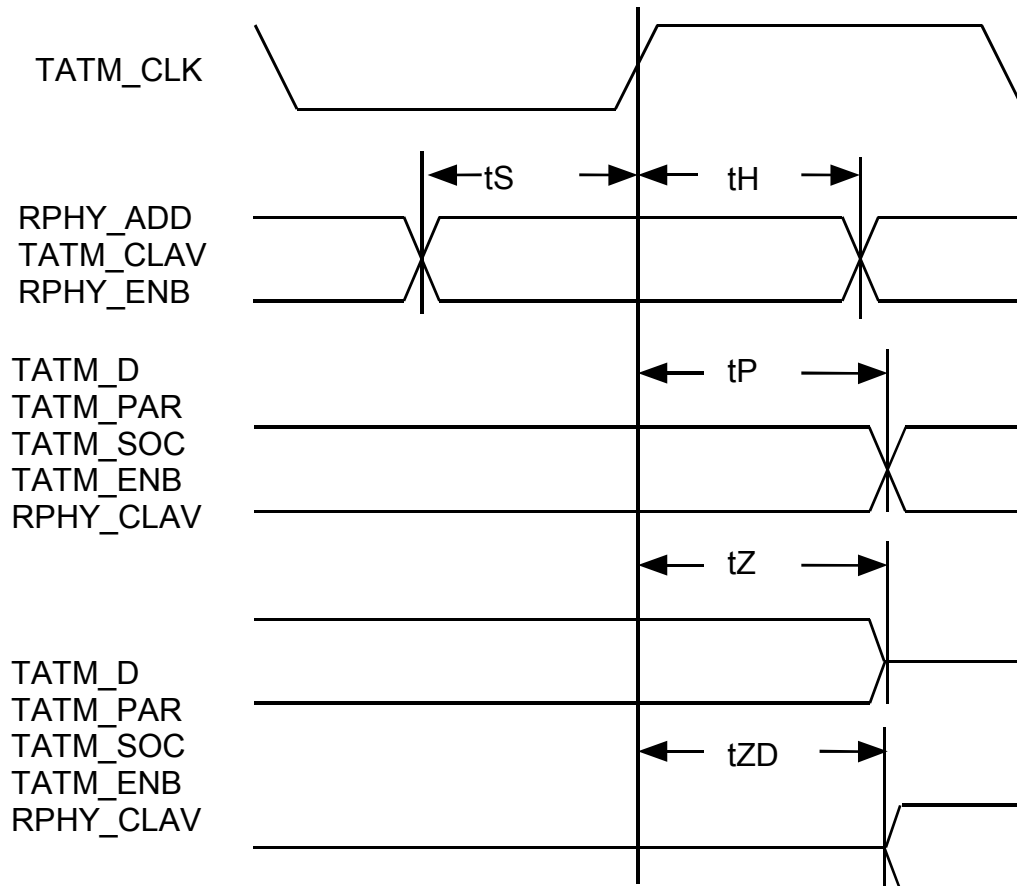 TATM_CLK
tS
tH
RPHY_ADD
TATM_CLAV
RPHY_ENB
tP
TATM_D
TATM_PAR
TATM_SOC
TATM_ENB
RPHY_CLAV
tZ
TATM_D
TATM_PAR
TATM_SOC
tZD
TATM_ENB
RPHY_CLAV